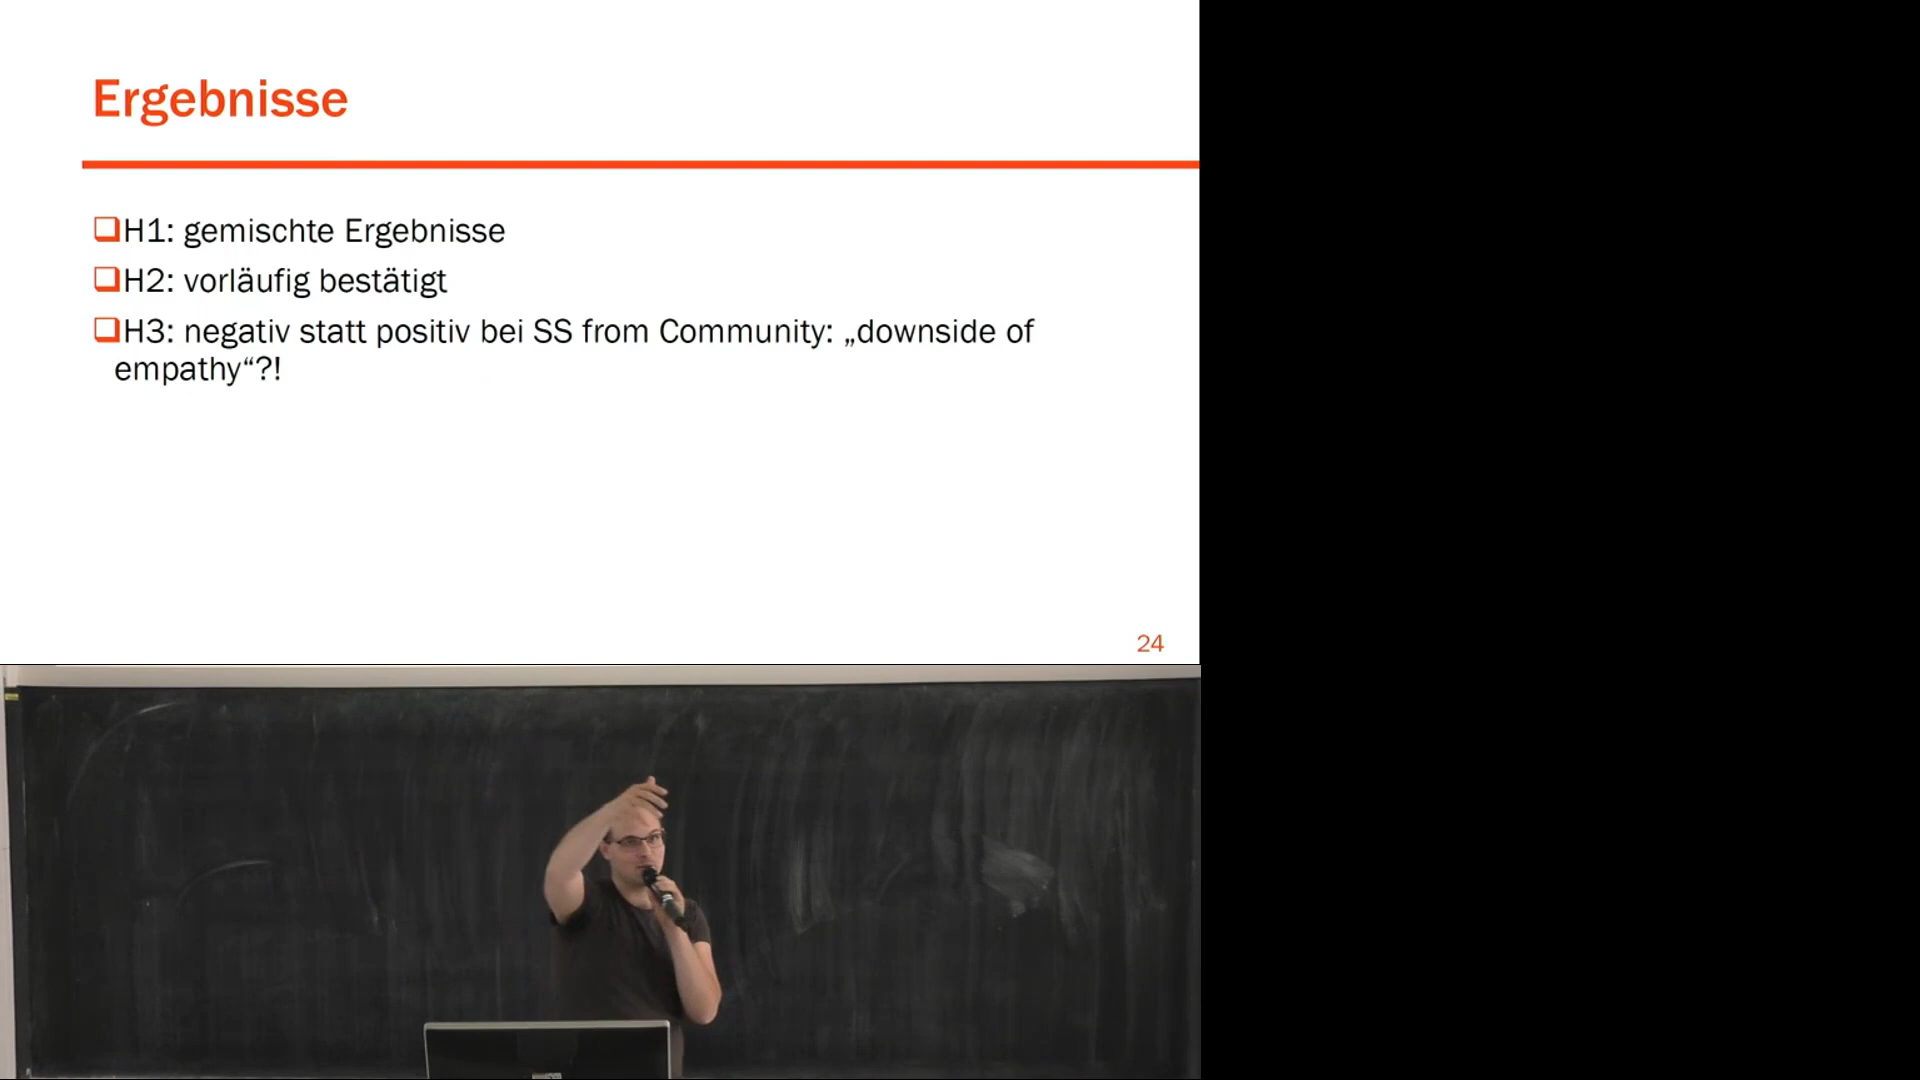 Ergebnisse
H1: gemischte Ergebnisse
H2: vorläufig bestätigt
H3: negativ statt positiv bei SS from Community: „downside of
empathy“?!
24